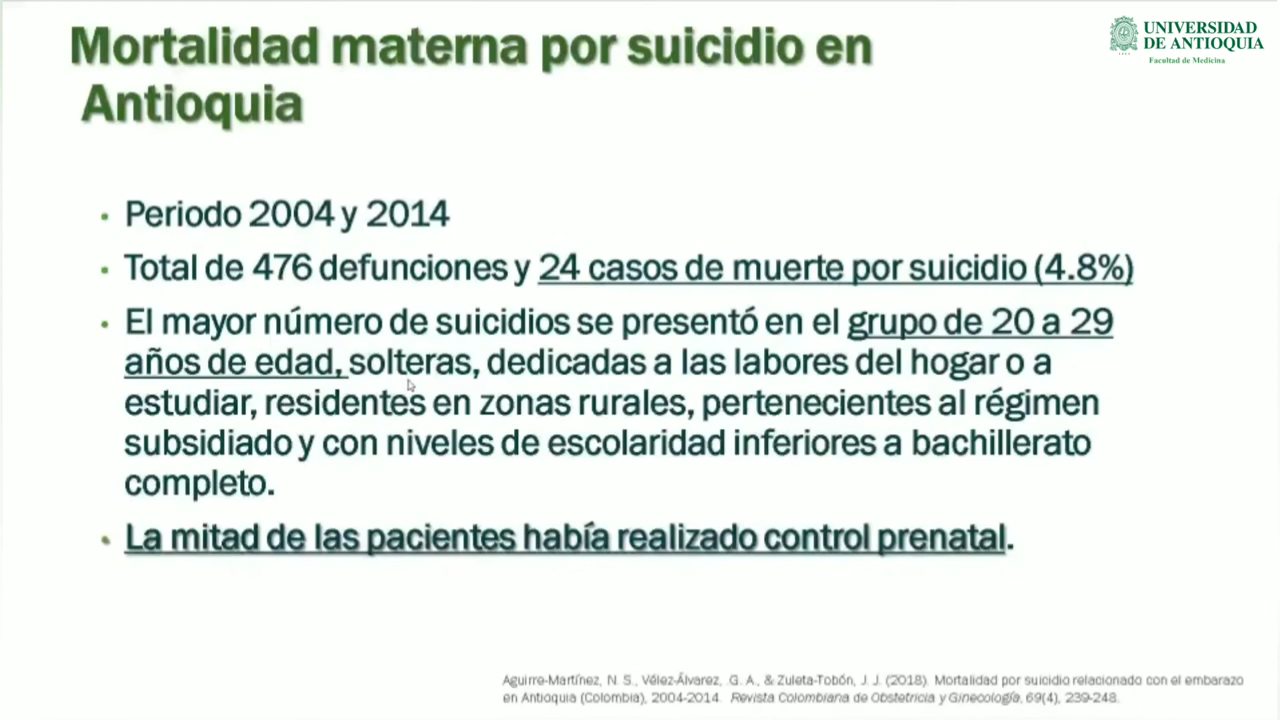 Mortalidad materna por suicidio en
Antioquia
UNIVERSIDAD
DE ANTIOQUIA
Facultad de Medicina
• Periodo 2004 y 2014
• Total de 476 defunciones y 24 casos de muerte por suicidio (4.8%)
• El mayor número de suicidios se presentó en el grupo de 20 a 29
años de edad, solteras, dedicadas a las labores del hogar o a
estudiar, residentes en zonas rurales, pertenecientes al régimen
subsidiado y con niveles de escolaridad inferiores a bachillerato
completo.
• La mitad de las pacientes había realizado control prenatal.
Aguirre-Martínez, N. S., Vélez-Álvarez, G. A., & Zuleta-Tobón, J. J. (2018). Mortalidad por suicidio relacionado con el embarazo
en Antioquia (Colombia), 2004-2014. Revista Colombiana de Obstetricia y Ginecología, 69(4), 239-248.